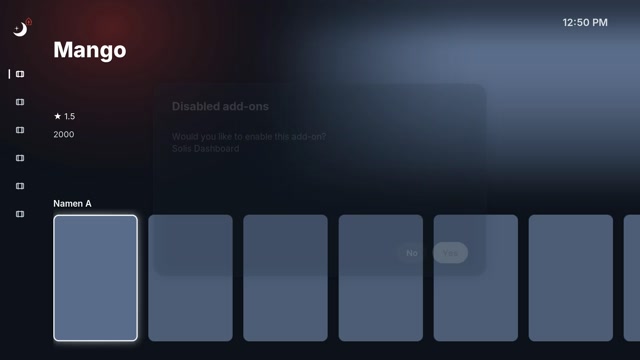 12:50 PM
Mango
Disabled add-ons
★ 1.5
2000
Would you like to enable this add-on?
Solis Dashboard
Namen A
No
Yes